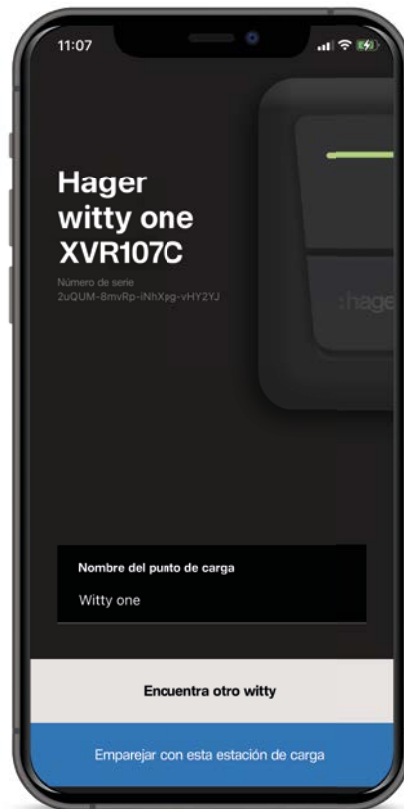 11:07
Hager
witty one
XVR107C
Número de serie
2uQUM-8mvRp-iNhXpg-vHY2YJ
:hage
Nombre del punto de carga
Witty one
Encuentra otro witty
Emparejar con esta estación de carga